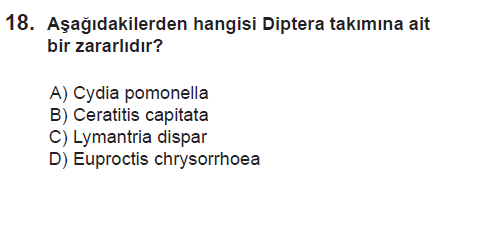 18. Aşağıdakilerden hangisi Diptera takımına ait
bir zararlıdır?
A) Cydia pomonella
B) Ceratitis capitata
C) Lymantria dispar
D) Euproctis chrysorrhoea